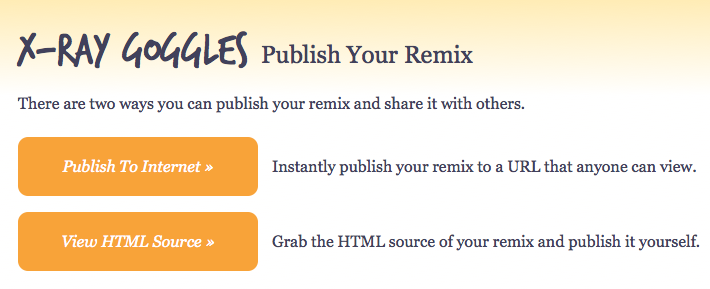 X-RAY GOGGLES Publish Your Remix
There are two ways you can publish your remix and share it with others.
Publish To Internet » Instantly publish your remix to a URL that anyone can view.
View HTML Source » Grab the HTML source of your remix and publish it yourself.